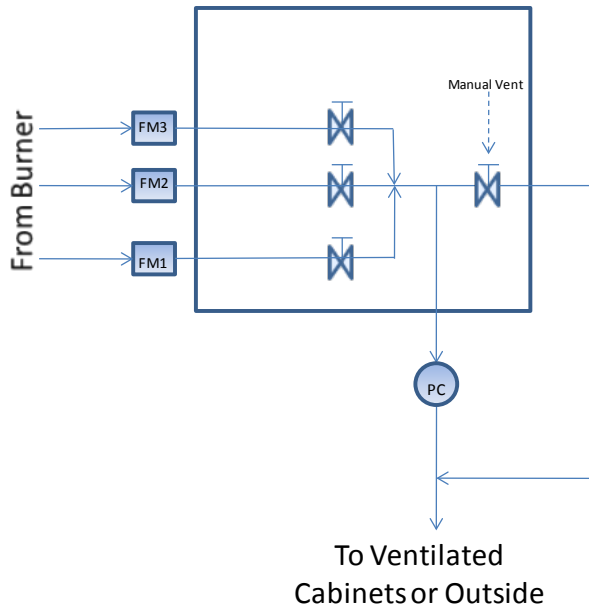 Manual Vent
From Burner
FM3
FM2
FM1
PC
To Ventilated
Cabinets or Outside